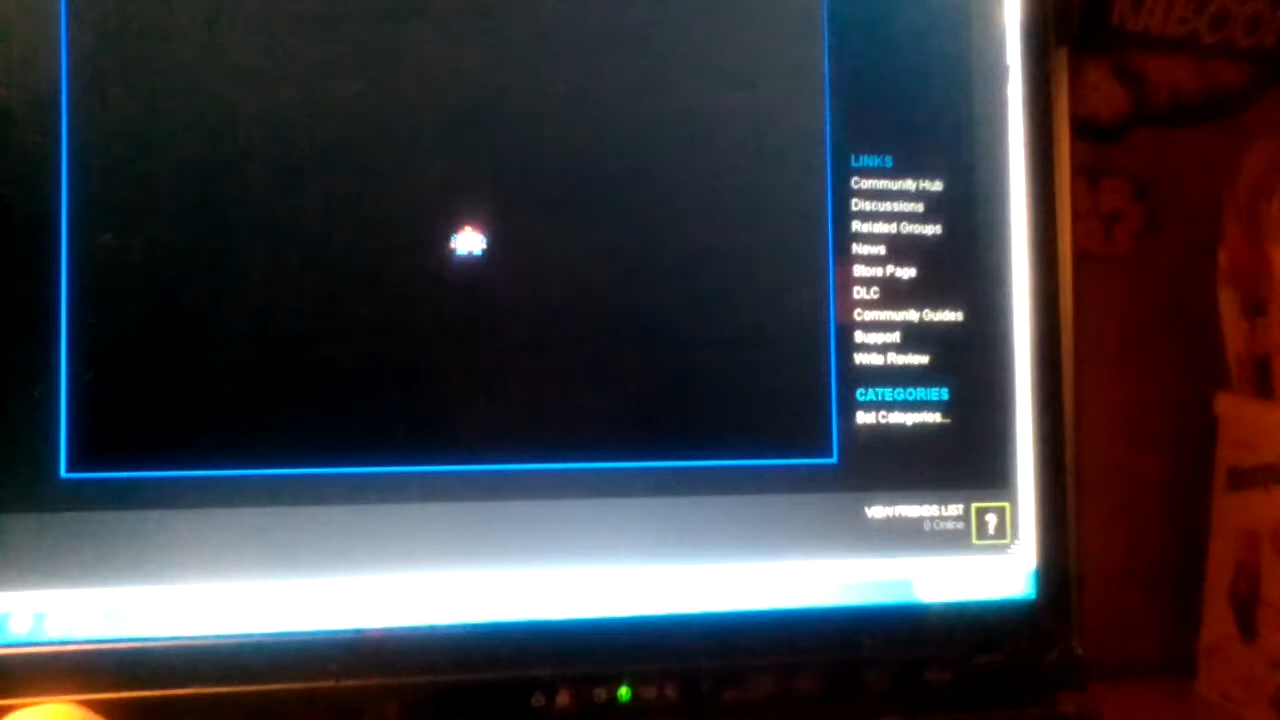 KABOO
LINKS
Community Hub
Discussions
Related Groups
News
Store Page
DLC
Community Guides
Support
Write Review
CATEGORIES
Set Categories...
VIEW FRIENDS LIST
0 Online
?